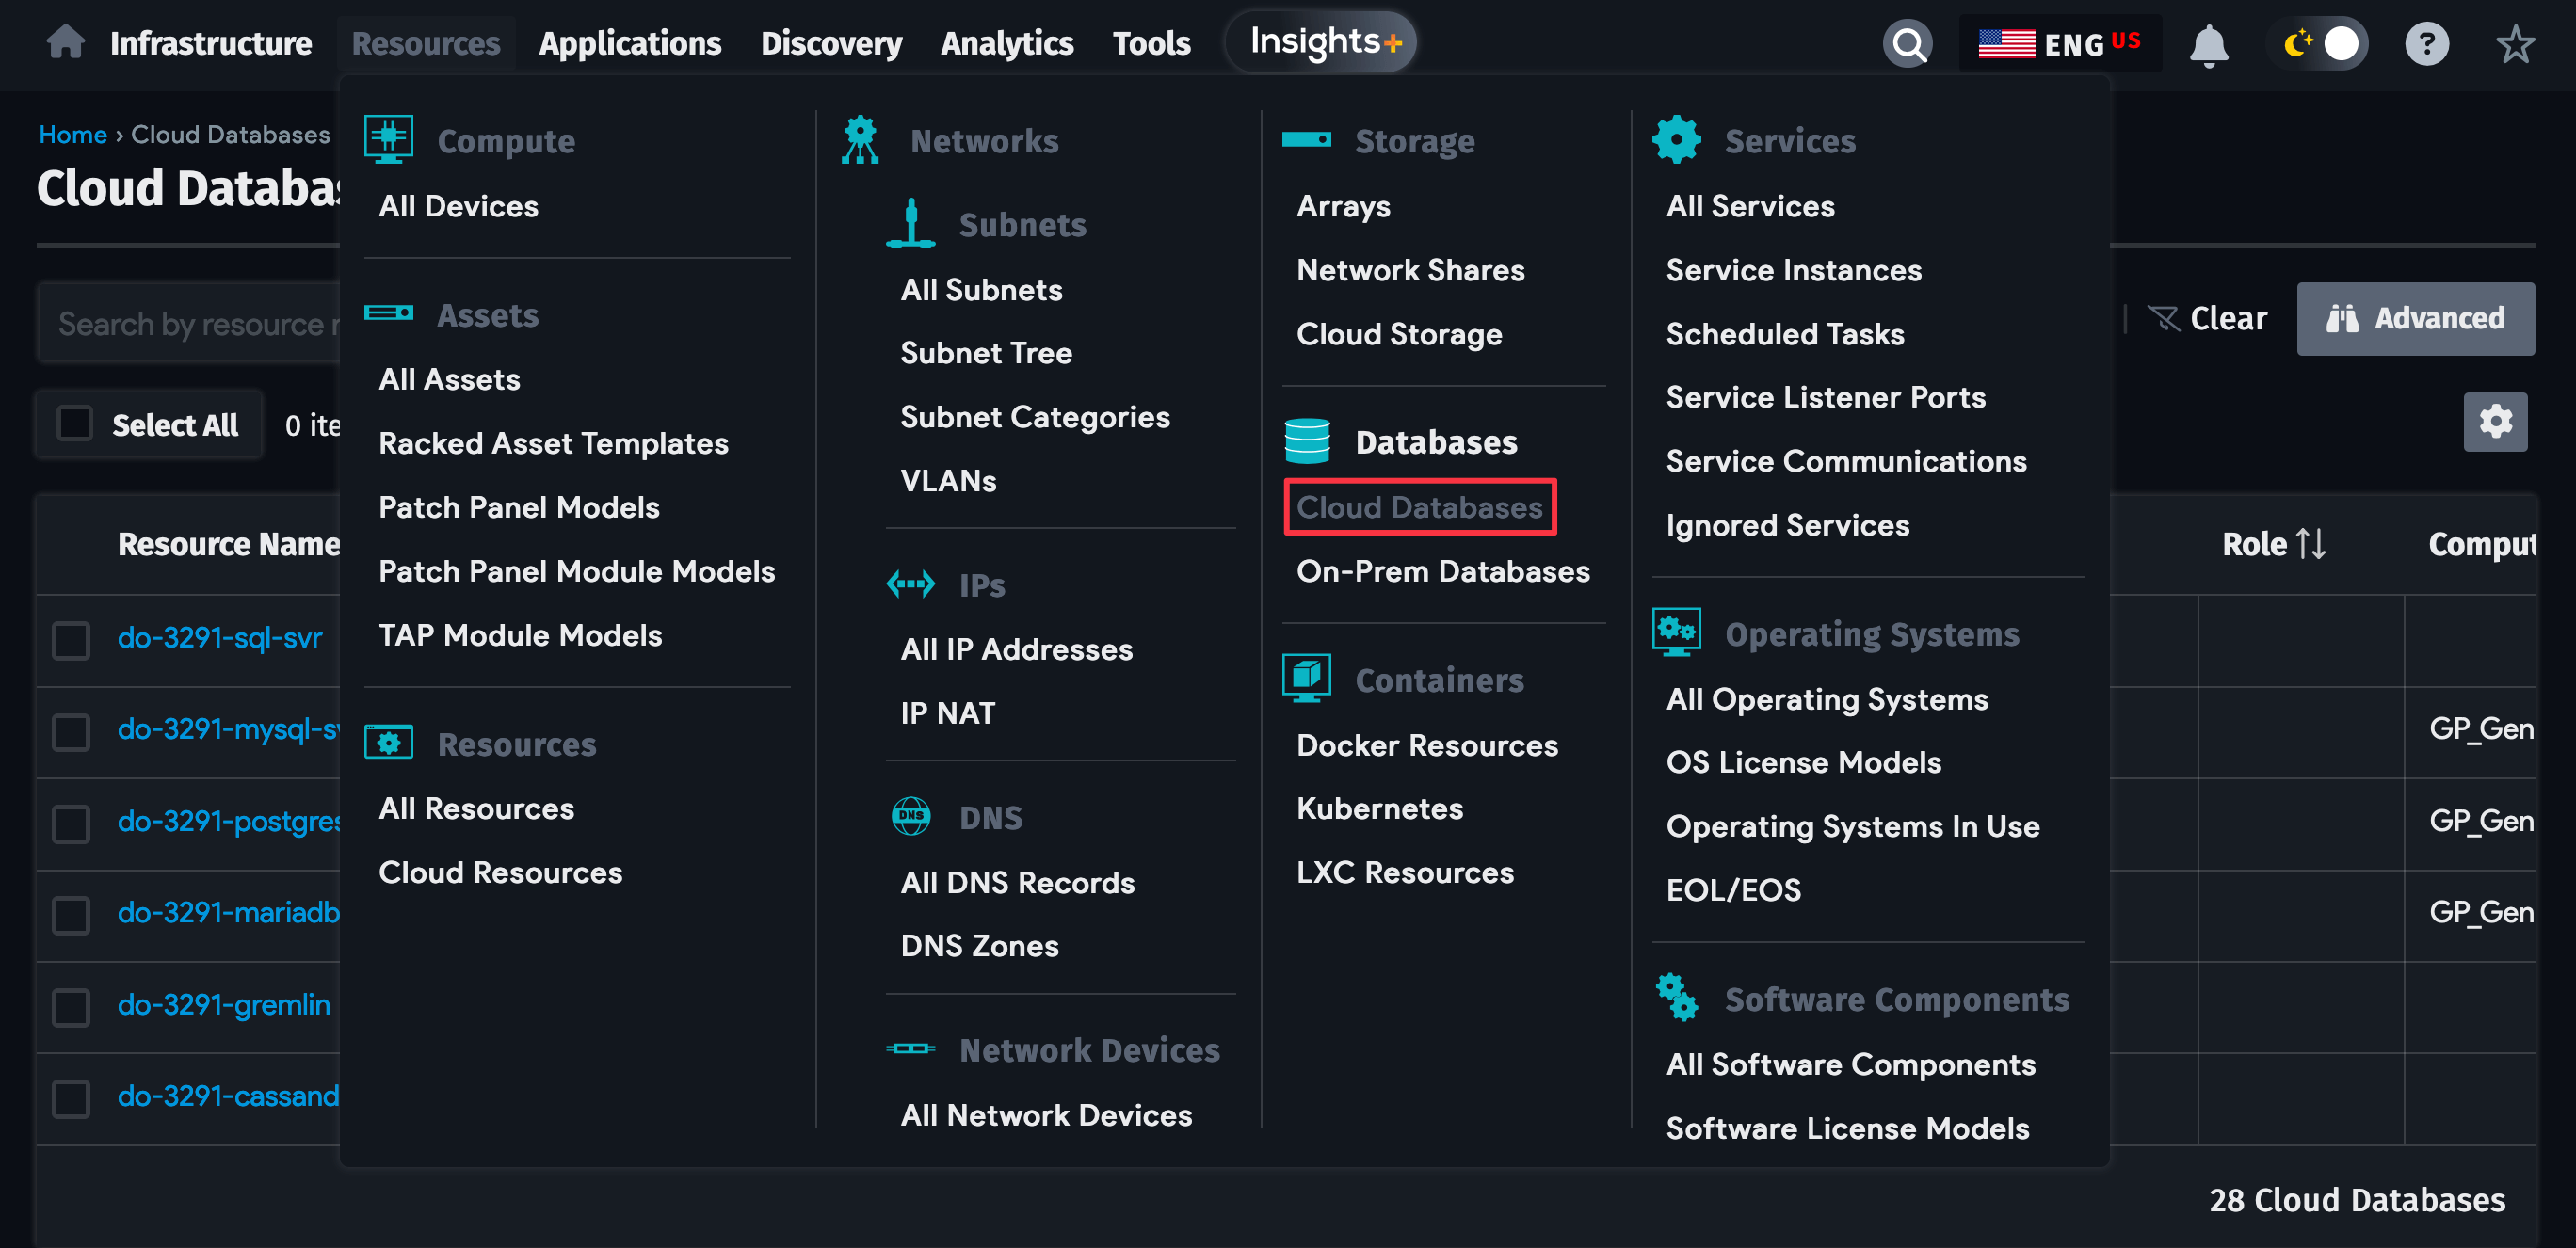 Infrastructure
Resources
Applications
Discovery
Analytics
Tools
Insights+
ENG US
?
Home › Cloud Databases
Cloud Databas
Search by resource
Clear
Advanced
Select All
0 ite
Resource Name
Role
Comput
do-3291-sql-svr
do-3291-mysql-sv
GP_Gen
do-3291-postgres
GP_Gen
do-3291-mariadb
GP_Gen
do-3291-gremlin
do-3291-cassand
28 Cloud Databases
Compute
All Devices
Assets
All Assets
Racked Asset Templates
Patch Panel Models
Patch Panel Module Models
TAP Module Models
Resources
All Resources
Cloud Resources
Networks
Subnets
All Subnets
Subnet Tree
Subnet Categories
VLANs
IPs
All IP Addresses
IP NAT
DNS
DNS
All DNS Records
DNS Zones
Network Devices
All Network Devices
Storage
Arrays
Network Shares
Cloud Storage
Databases
Cloud Databases
On-Prem Databases
Containers
Docker Resources
Kubernetes
LXC Resources
Services
All Services
Service Instances
Scheduled Tasks
Service Listener Ports
Service Communications
Ignored Services
Operating Systems
All Operating Systems
OS License Models
Operating Systems In Use
EOL/EOS
Software Components
All Software Components
Software License Models